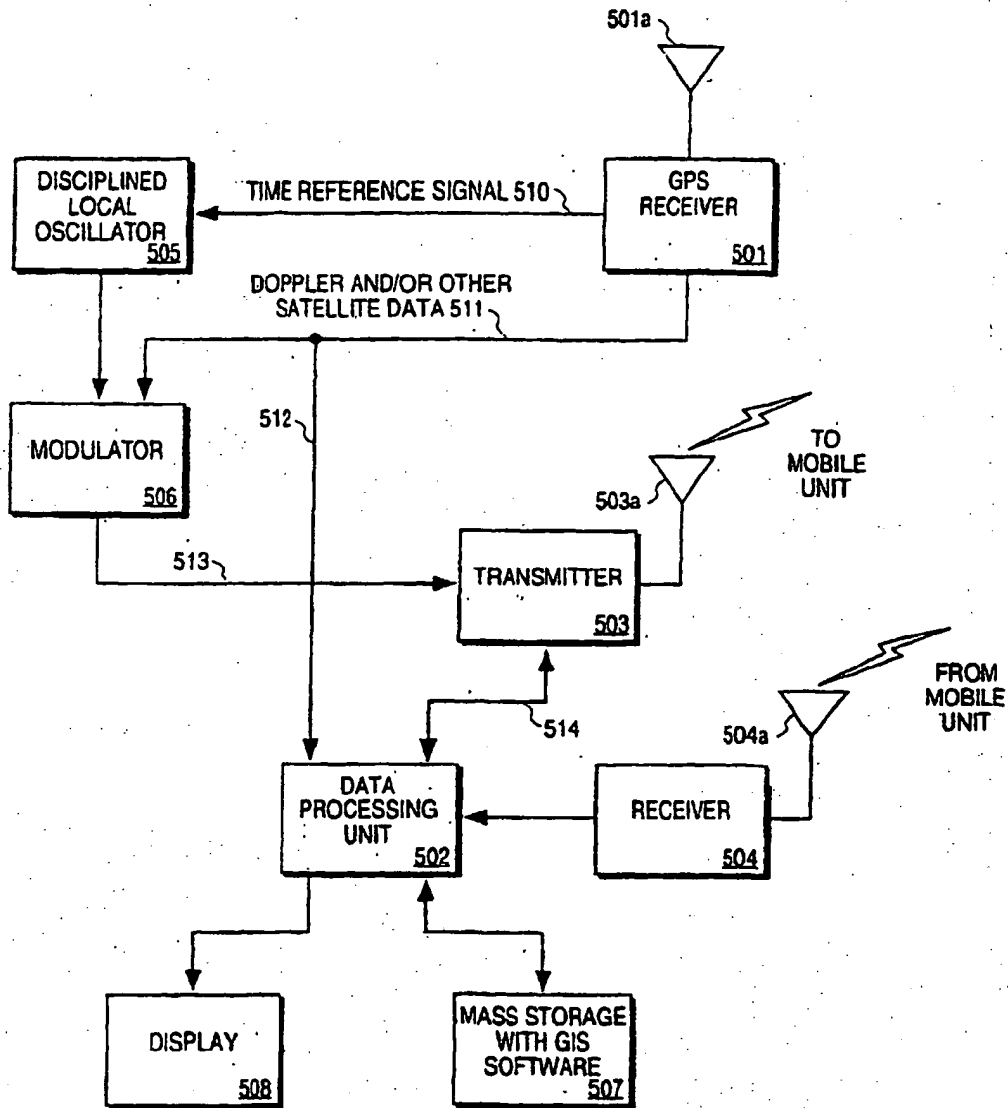 501a
DISCIPLINED
LOCAL
OSCILLATOR
505
TIME REFERENCE SIGNAL 510
GPS
RECEIVER
501
DOPPLER AND/OR OTHER
SATELLITE DATA 511
MODULATOR
506
512
TO
MOBILE
UNIT
503a
513
TRANSMITTER
503
FROM
MOBILE
UNIT
514
504a
DATA
PROCESSING
UNIT
502
RECEIVER
504
DISPLAY
508
MASS STORAGE
WITH GIS
SOFTWARE
507